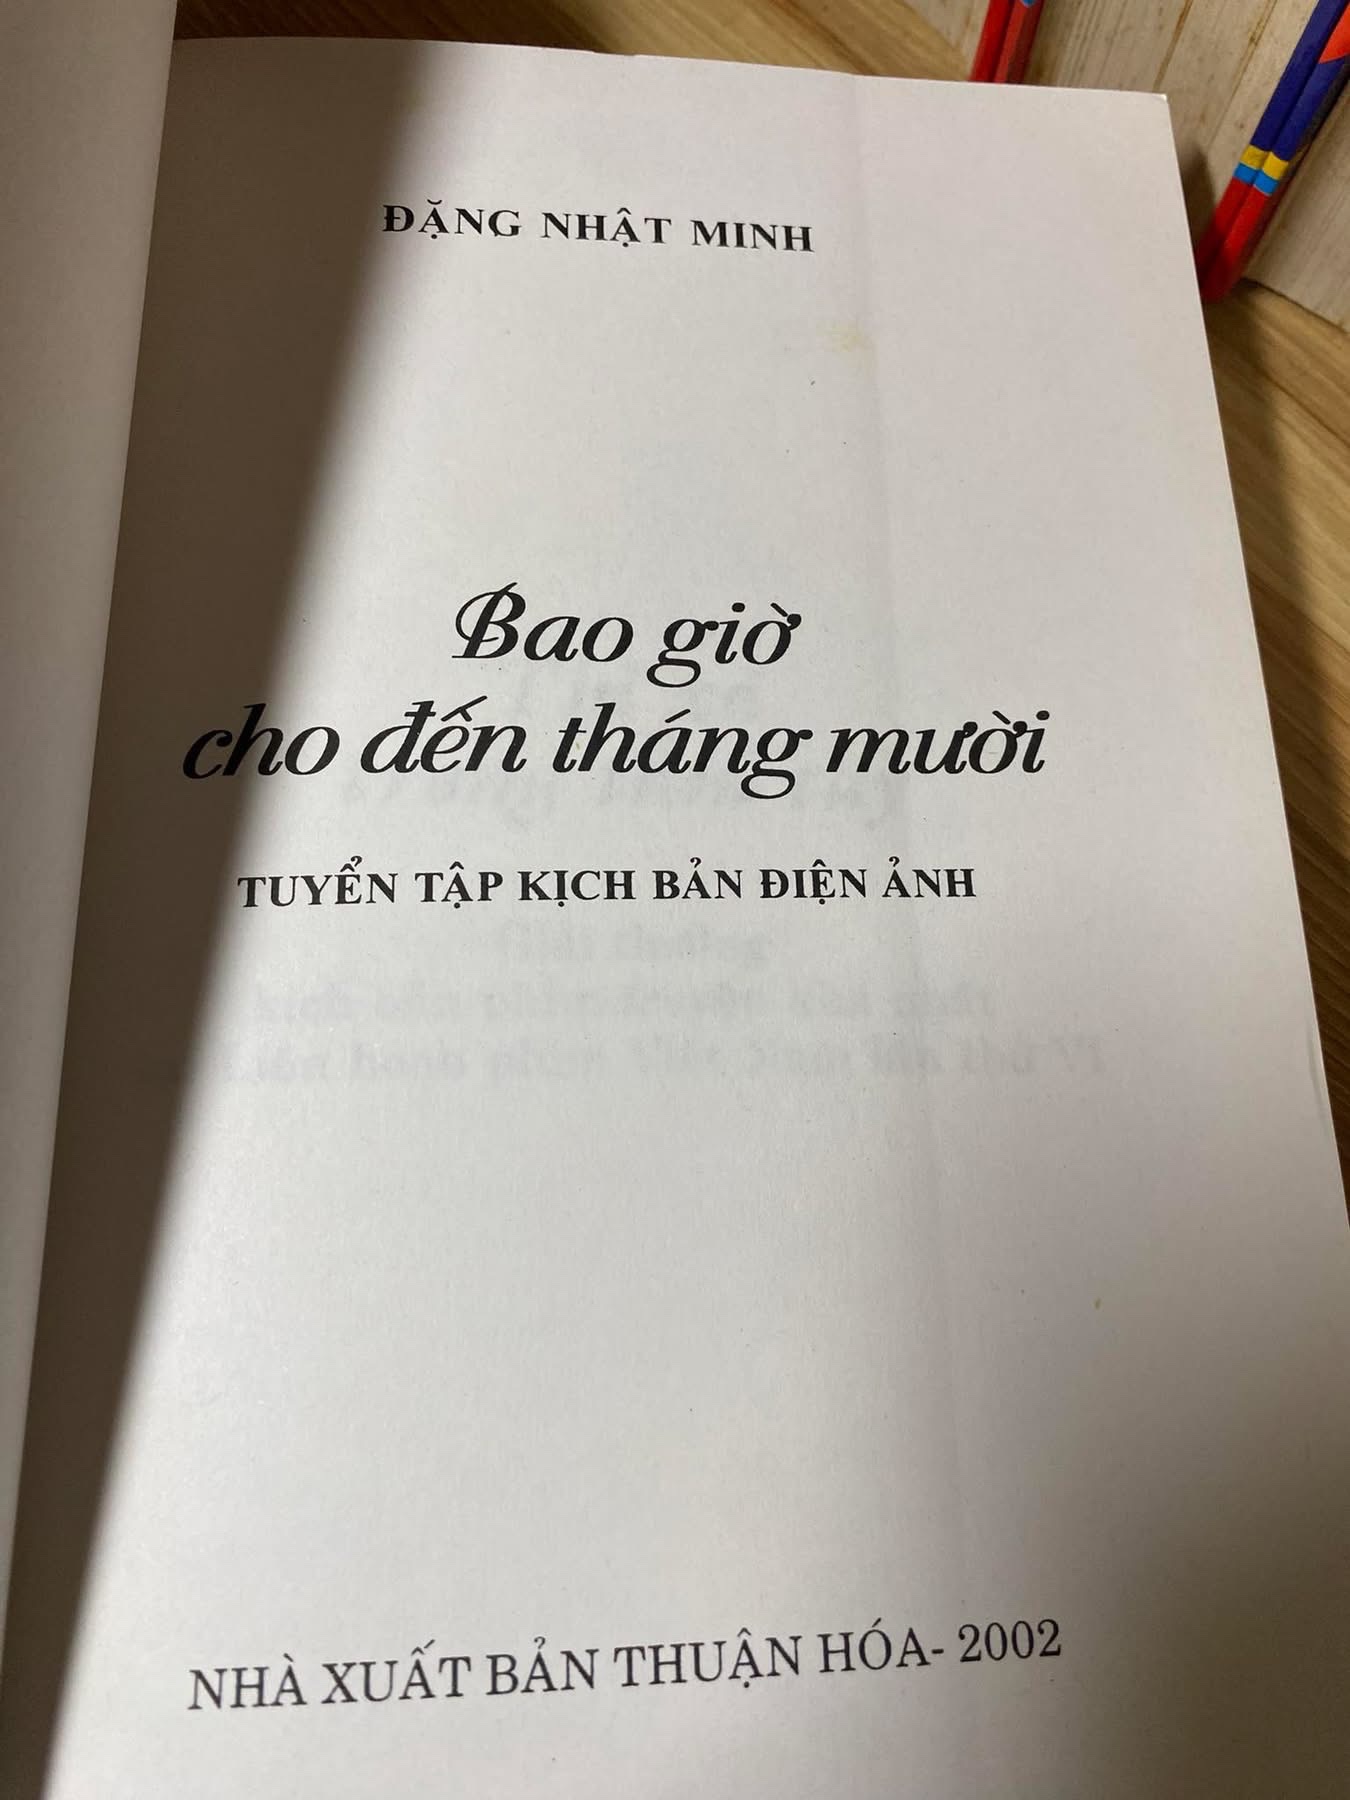 ĐẶNG NHẬT MINH
Bao giờ
cho đến tháng mười
TUYỂN TẬP KỊCH BẢN ĐIỆN ẢNH
NHÀ XUẤT BẢN THUẬN HÓA- 2002